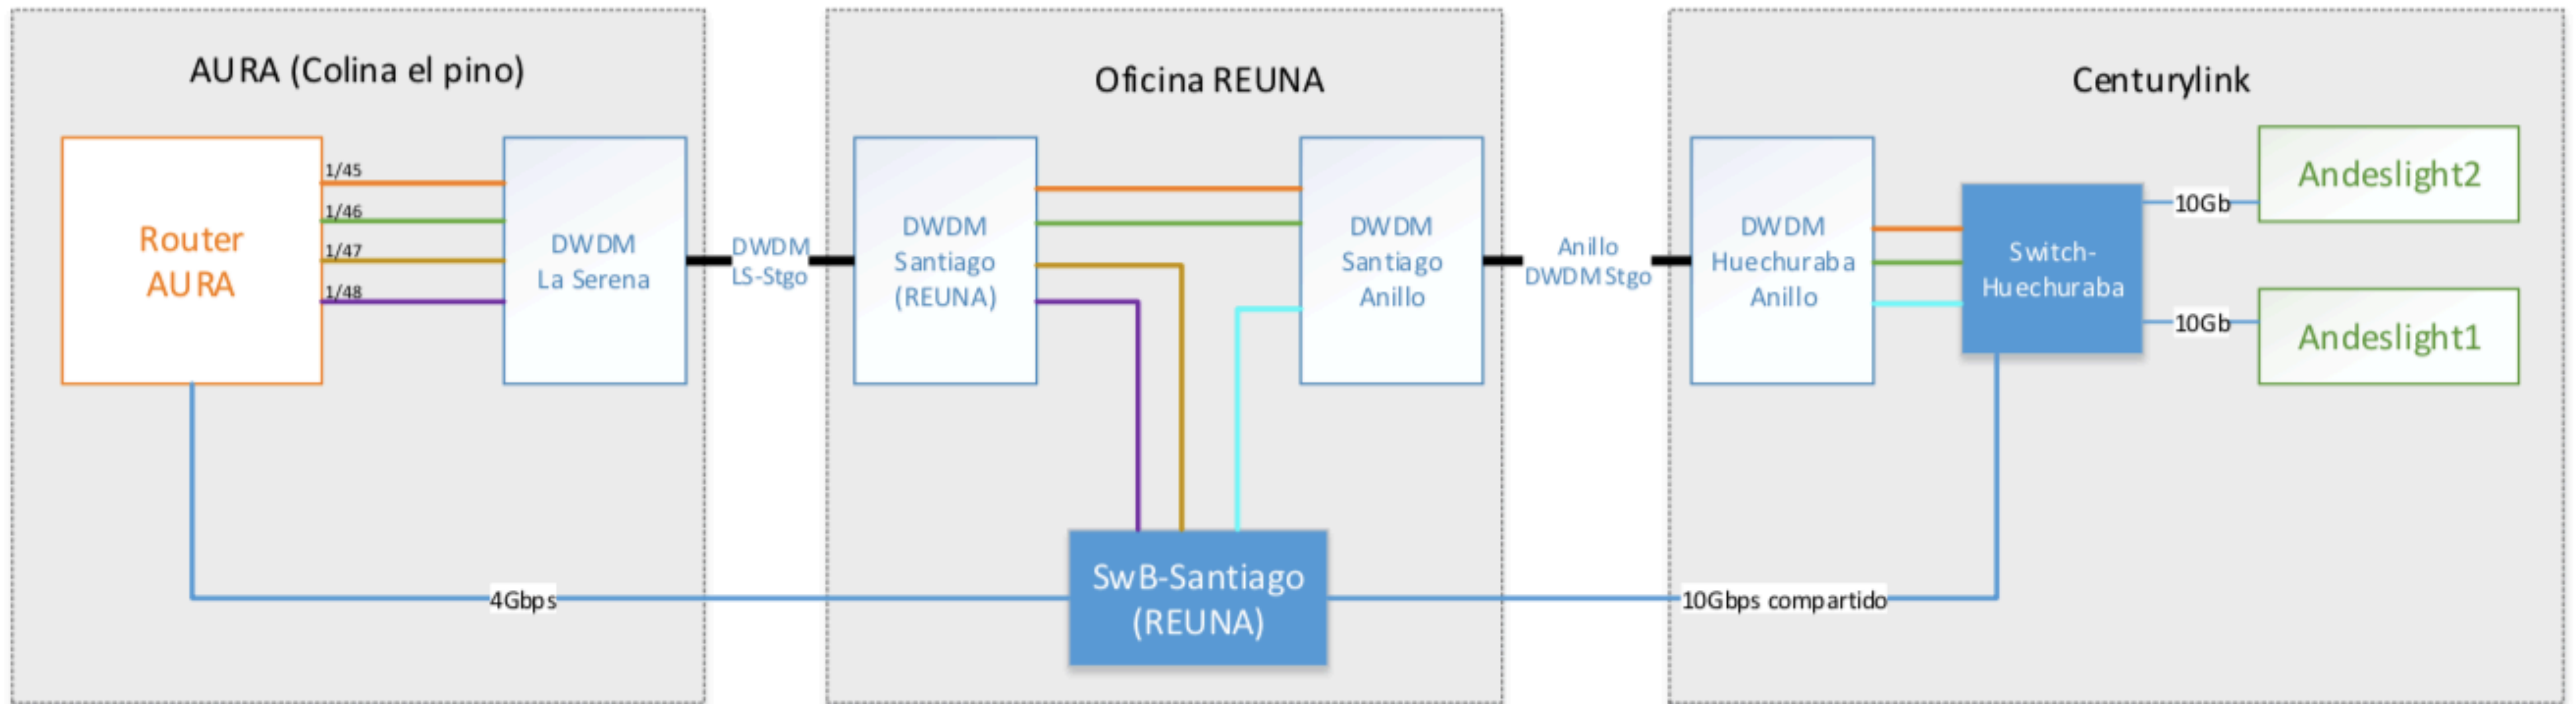 AURA (Colina el pino)
Router
AURA
1/45
1/46
1/47
1/48
DWDM
La Serena
DWDM
LS-Stgo
Oficina REUNA
DWDM
Santiago
(REUNA)
DWDM
Santiago
Anillo
Anillo
DWDM Stgo
Centurylink
DWDM
Huechuraba
Anillo
Switch-
Huechuraba
10Gb
Andeslight2
10Gb
Andeslight1
4Gbps
SwB-Santiago
(REUNA)
10Gbps compartido